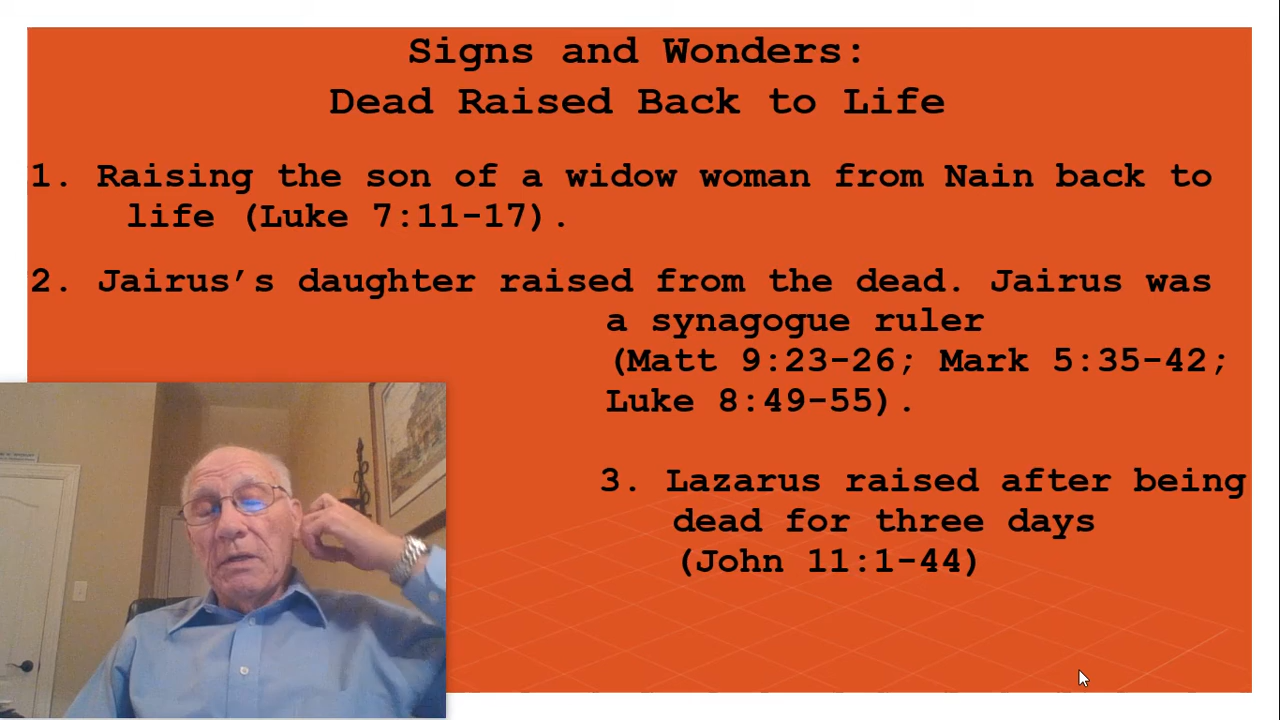 Signs and Wonders:
Dead Raised Back to Life
1. Raising the son of a widow woman from Nain back to
life (Luke 7:11-17).
2. Jairus’s daughter raised from the dead. Jairus was
a synagogue ruler
(Matt 9:23-26; Mark 5:35-42;
Luke 8:49-55).
3. Lazarus raised after being
dead for three days
(John 11:1-44)